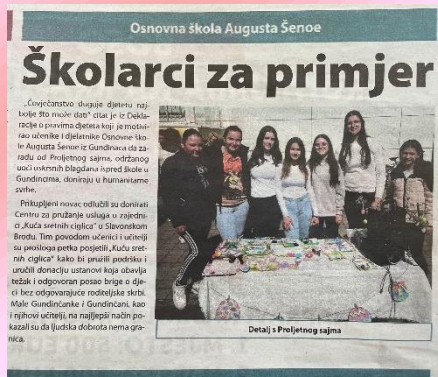 Osnovna škola Augusta Šenoe
Školarci za primjer
„Čovječanstvo duguje djetetu naj-
bolje što može dati“ citat je iz Dekla-
racije o pravima djeteta koji je motivi-
rao učenike i djelatnike Osnovne ško-
le Augusta Šenoe iz Gundinaca da za-
radu od Proljetnog sajma, održanog
uoči uskrsnih blagdana ispred škole u
Gundincima, doniraju u humanitarne
svrhe.
Prikupljeni novac odlučili su donirati
Centru za pružanje usluga u zajedni-
ci „Kuća sretnih ciglica“ u Slavonskom
Brodu. Tim povodom učenici i učitelji
su prošloga petka posjetili „Kuću sret-
nih ciglica“ kako bi pružili podršku i
uručili donaciju ustanovi koja obavlja
težak i odgovoran posao brige o dje-
ci bez odgovarajuće roditeljske skrbi.
Male Gundinčanke i Gundinčani, kao
i njihovi učitelji, na najljepši način po-
kazali su da ljudska dobrota nema gra-
nica.
Detalj s Proljetnog sajma